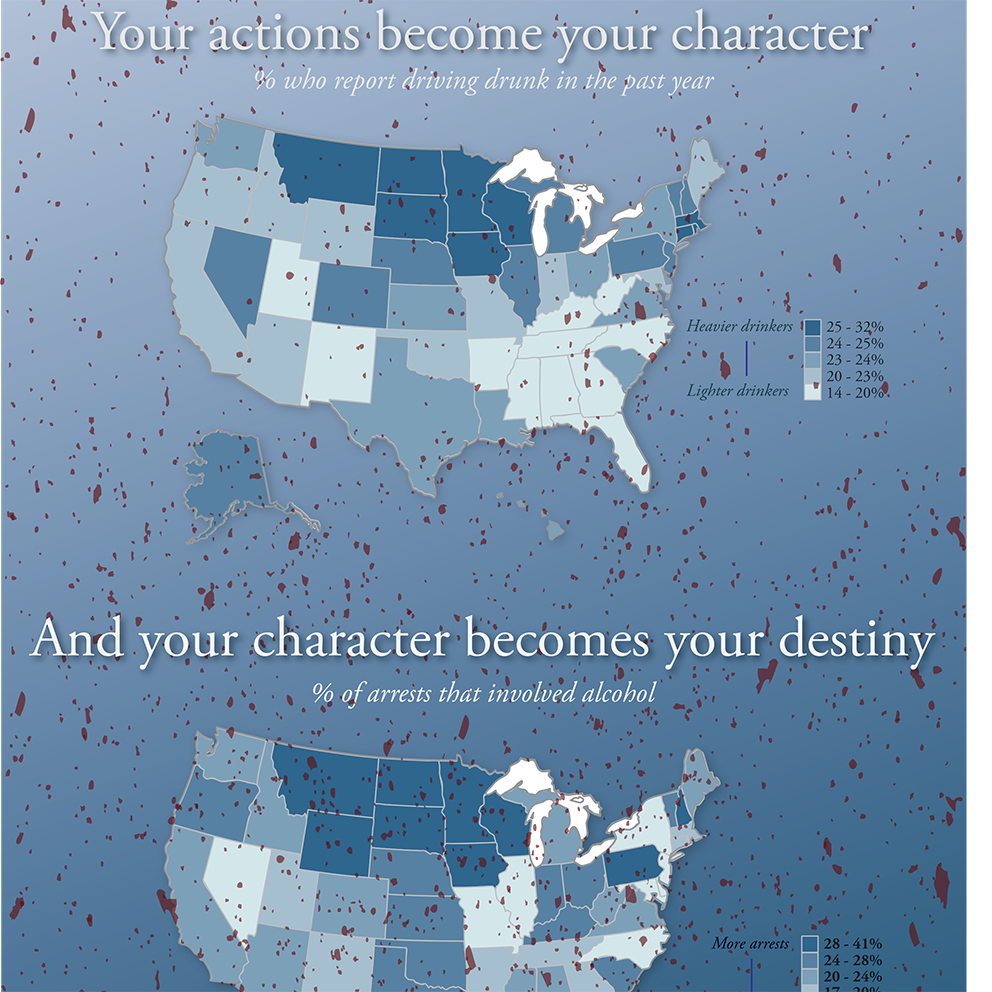 Your actions become your character
% who report driving drunk in the past year
Heavier drinkers
25 - 32%
24 - 25%
23 - 24%
20 - 23%
Lighter drinkers
14 - 20%
And your character becomes your destiny
% of arrests that involved alcohol
More arrests
28 - 41%
24 - 28%
20 - 24%
17 - 20%